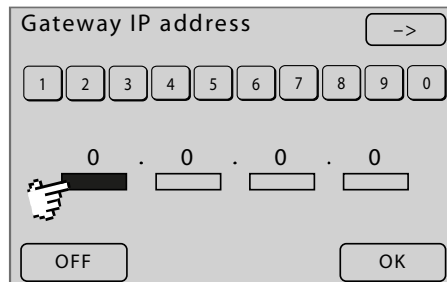 Gateway IP address –>
1 2 3 4 5 6 7 8 9 0
0 . 0 . 0 . 0
OFF OK